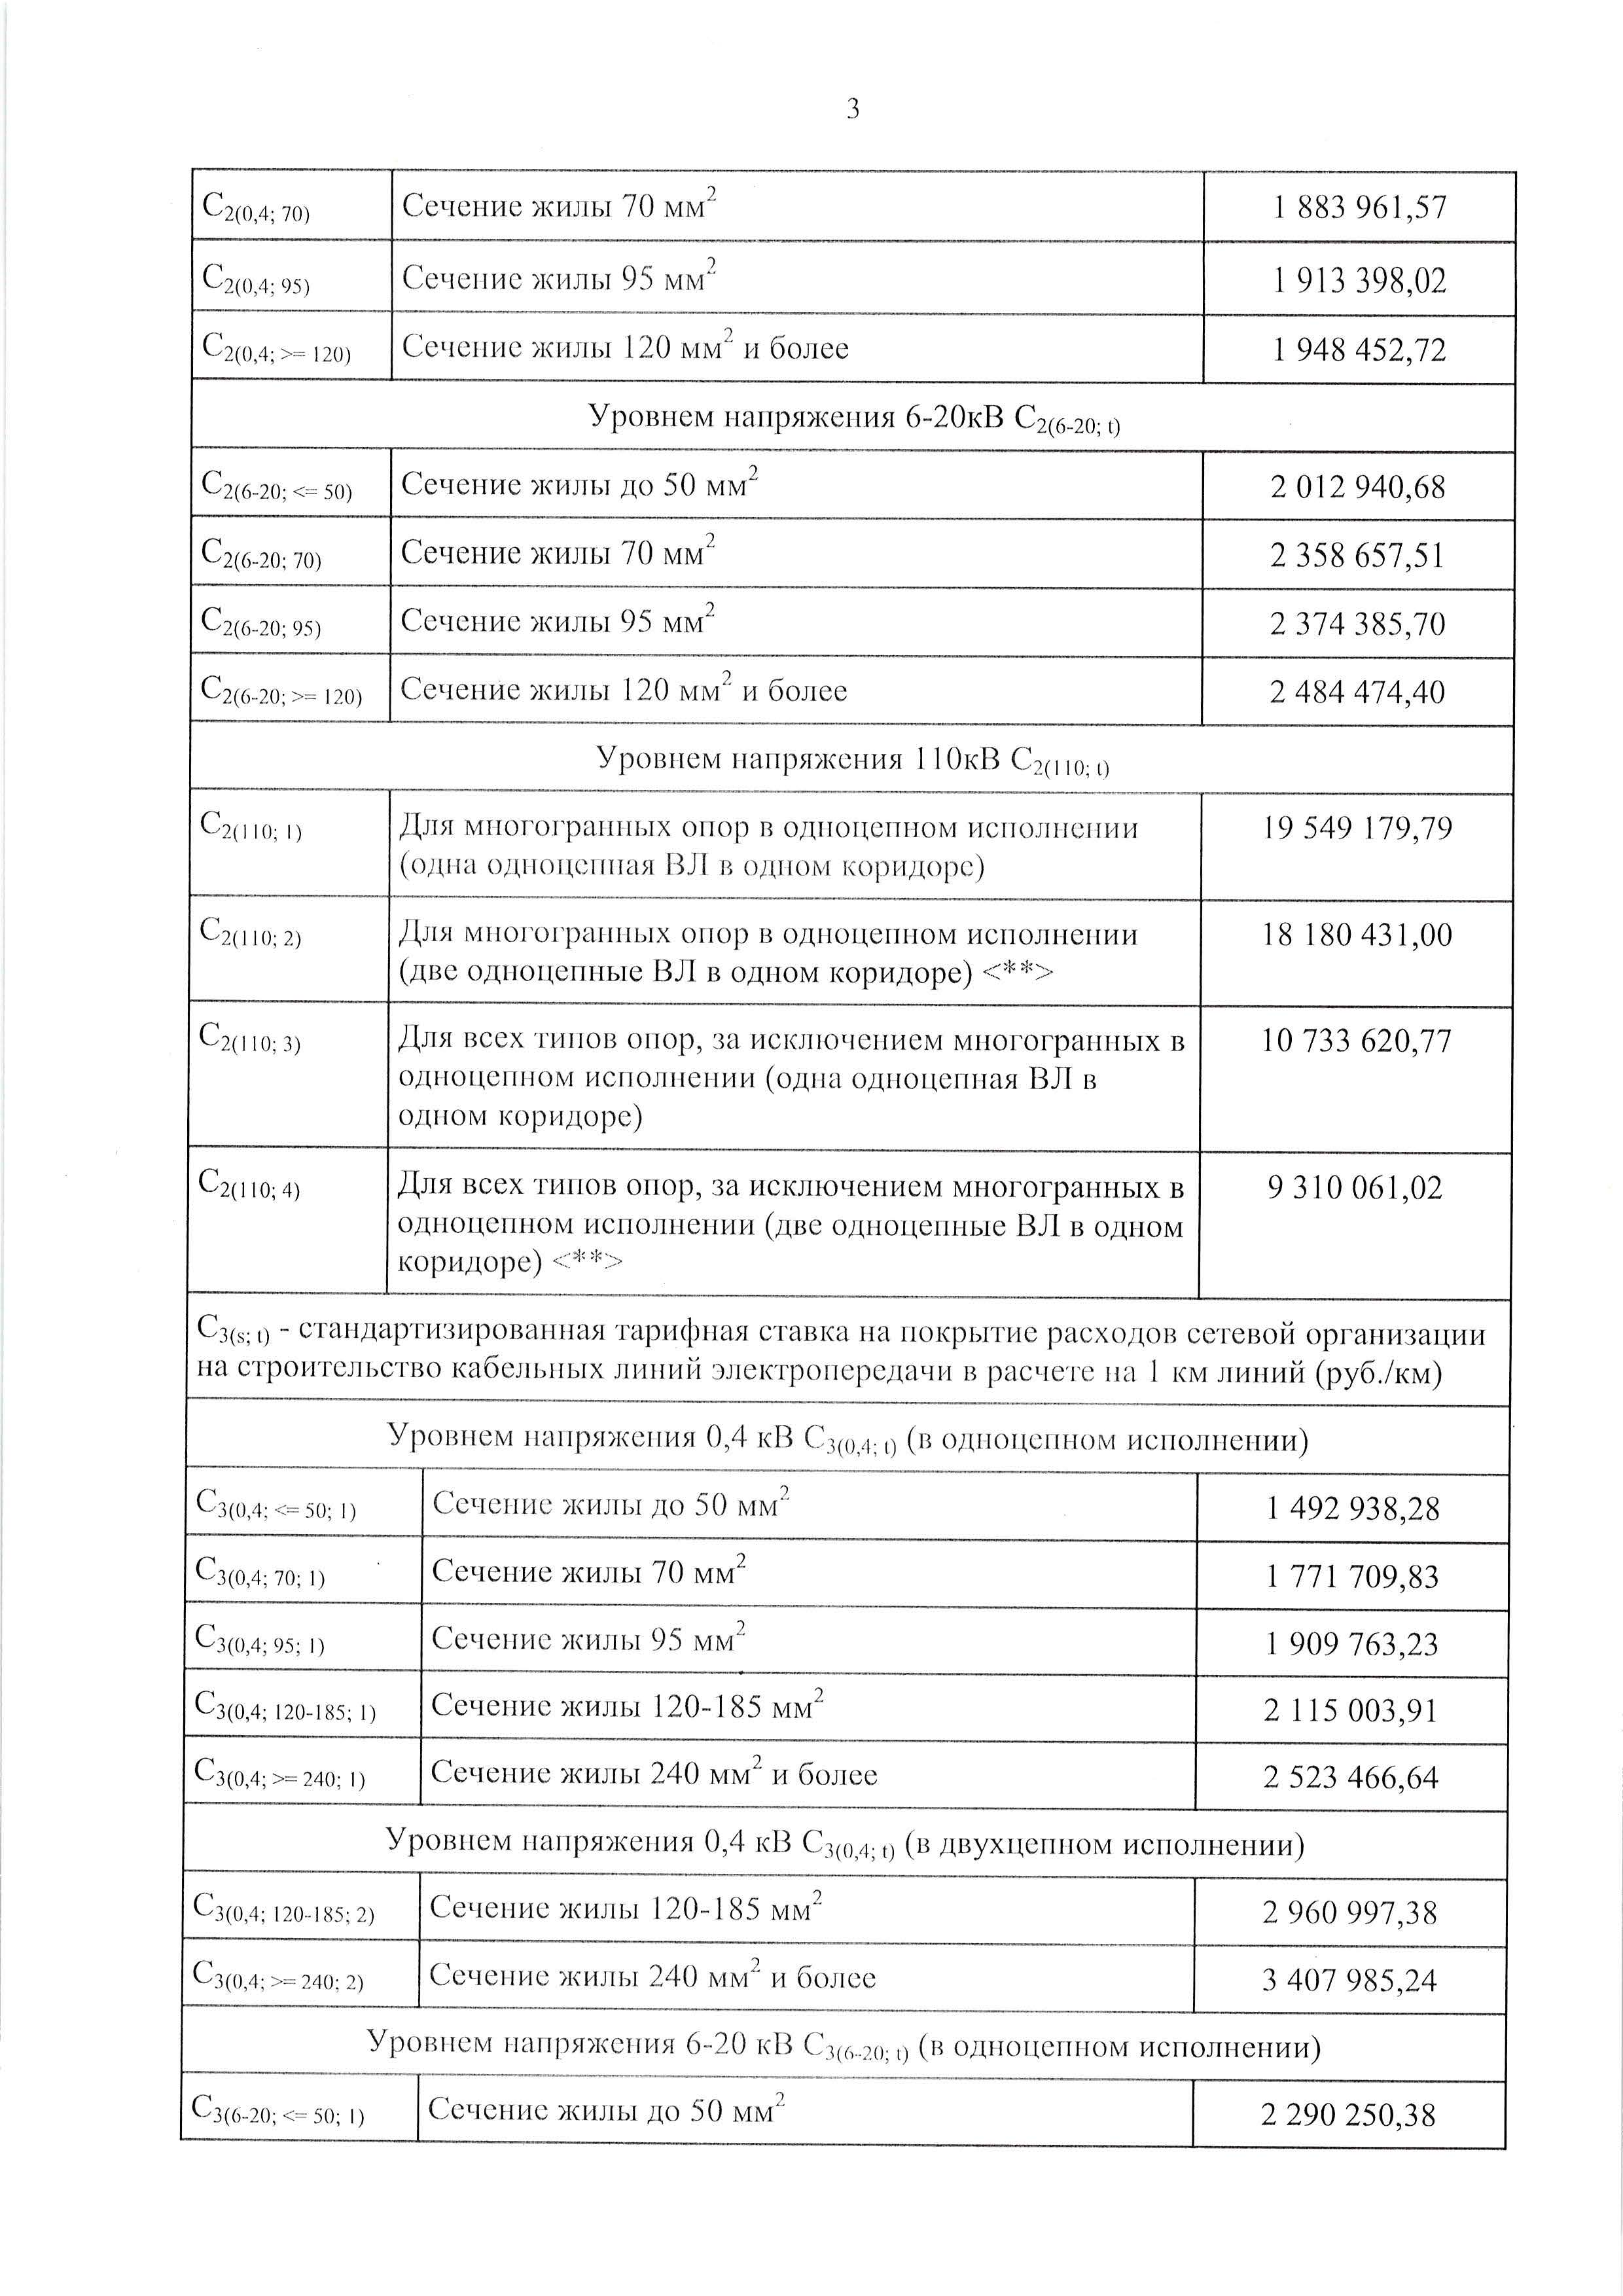 3
C2(0,4; 70) Сечение жилы 70 мм² 1 883 961,57
C2(0,4; 95) Сечение жилы 95 мм² 1 913 398,02
C2(0,4; >= 120) Сечение жилы 120 мм² и более 1 948 452,72
Уровнем напряжения 6-20кВ C2(6-20; t)
C2(6-20; <= 50) Сечение жилы до 50 мм² 2 012 940,68
C2(6-20; 70) Сечение жилы 70 мм² 2 358 657,51
C2(6-20; 95) Сечение жилы 95 мм² 2 374 385,70
C2(6-20; >= 120) Сечение жилы 120 мм² и более 2 484 474,40
Уровнем напряжения 110кВ C2(110; t)
C2(110; 1) Для многогранных опор в одноцепном исполнении 19 549 179,79
(одна одноцепная ВЛ в одном коридоре)
C2(110; 2) Для многогранных опор в одноцепном исполнении 18 180 431,00
(две одноцепные ВЛ в одном коридоре) <**>
C2(110; 3) Для всех типов опор, за исключением многогранных в 10 733 620,77
одноцепном исполнении (одна одноцепная ВЛ в
одном коридоре)
C2(110; 4) Для всех типов опор, за исключением многогранных в 9 310 061,02
одноцепном исполнении (две одноцепные ВЛ в одном
коридоре) <**>
C3(s; t) - стандартизированная тарифная ставка на покрытие расходов сетевой организации
на строительство кабельных линий электропередачи в расчете на 1 км линий (руб./км)
Уровнем напряжения 0,4 кВ C3(0,4; t) (в одноцепном исполнении)
C3(0,4; <= 50; 1) Сечение жилы до 50 мм² 1 492 938,28
C3(0,4; 70; 1) Сечение жилы 70 мм² 1 771 709,83
C3(0,4; 95; 1) Сечение жилы 95 мм² 1 909 763,23
C3(0,4; 120-185; 1) Сечение жилы 120-185 мм² 2 115 003,91
C3(0,4; >= 240; 1) Сечение жилы 240 мм² и более 2 523 466,64
Уровнем напряжения 0,4 кВ C3(0,4; t) (в двухцепном исполнении)
C3(0,4; 120-185; 2) Сечение жилы 120-185 мм² 2 960 997,38
C3(0,4; >= 240; 2) Сечение жилы 240 мм² и более 3 407 985,24
Уровнем напряжения 6-20 кВ C3(6-20; t) (в одноцепном исполнении)
C3(6-20; <= 50; 1) Сечение жилы до 50 мм² 2 290 250,38